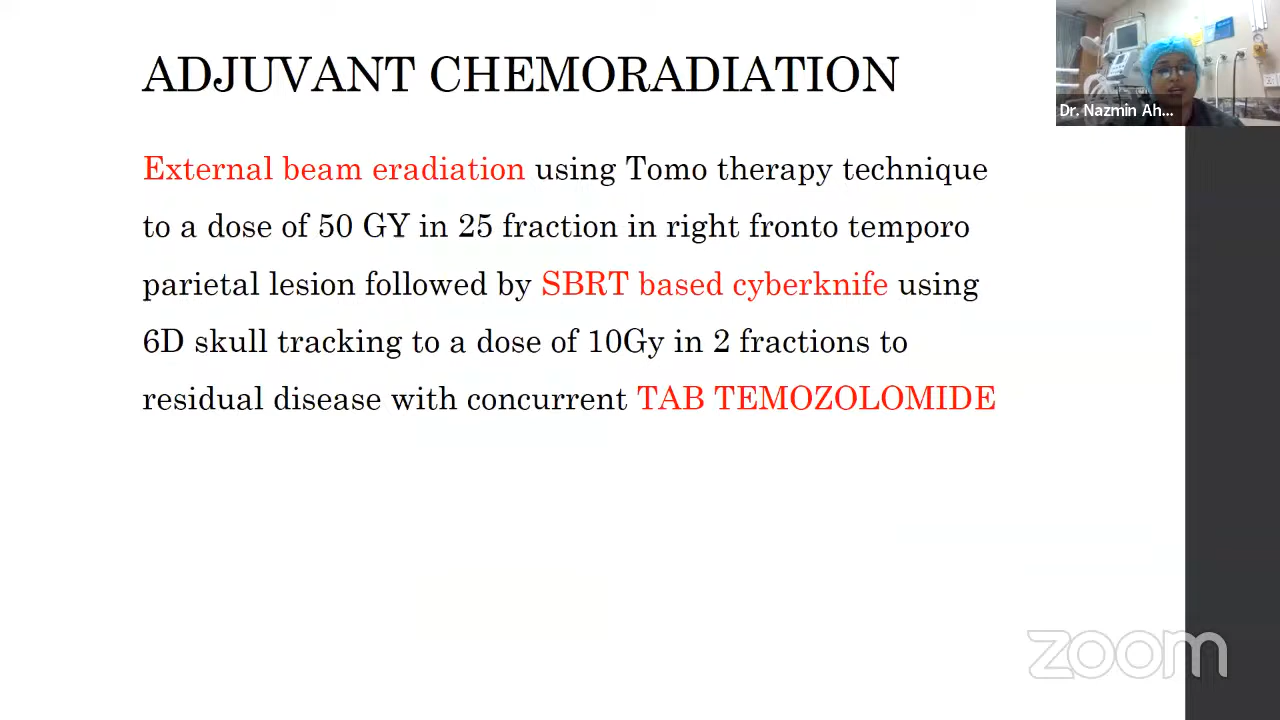 ADJUVANT CHEMORADIATION
External beam eradiation using Tomo therapy technique
to a dose of 50 GY in 25 fraction in right fronto temporo
parietal lesion followed by SBRT based cyberknife using
6D skull tracking to a dose of 10Gy in 2 fractions to
residual disease with concurrent TAB TEMOZOLOMIDE
Dr. Nazmin Ah...
zoom